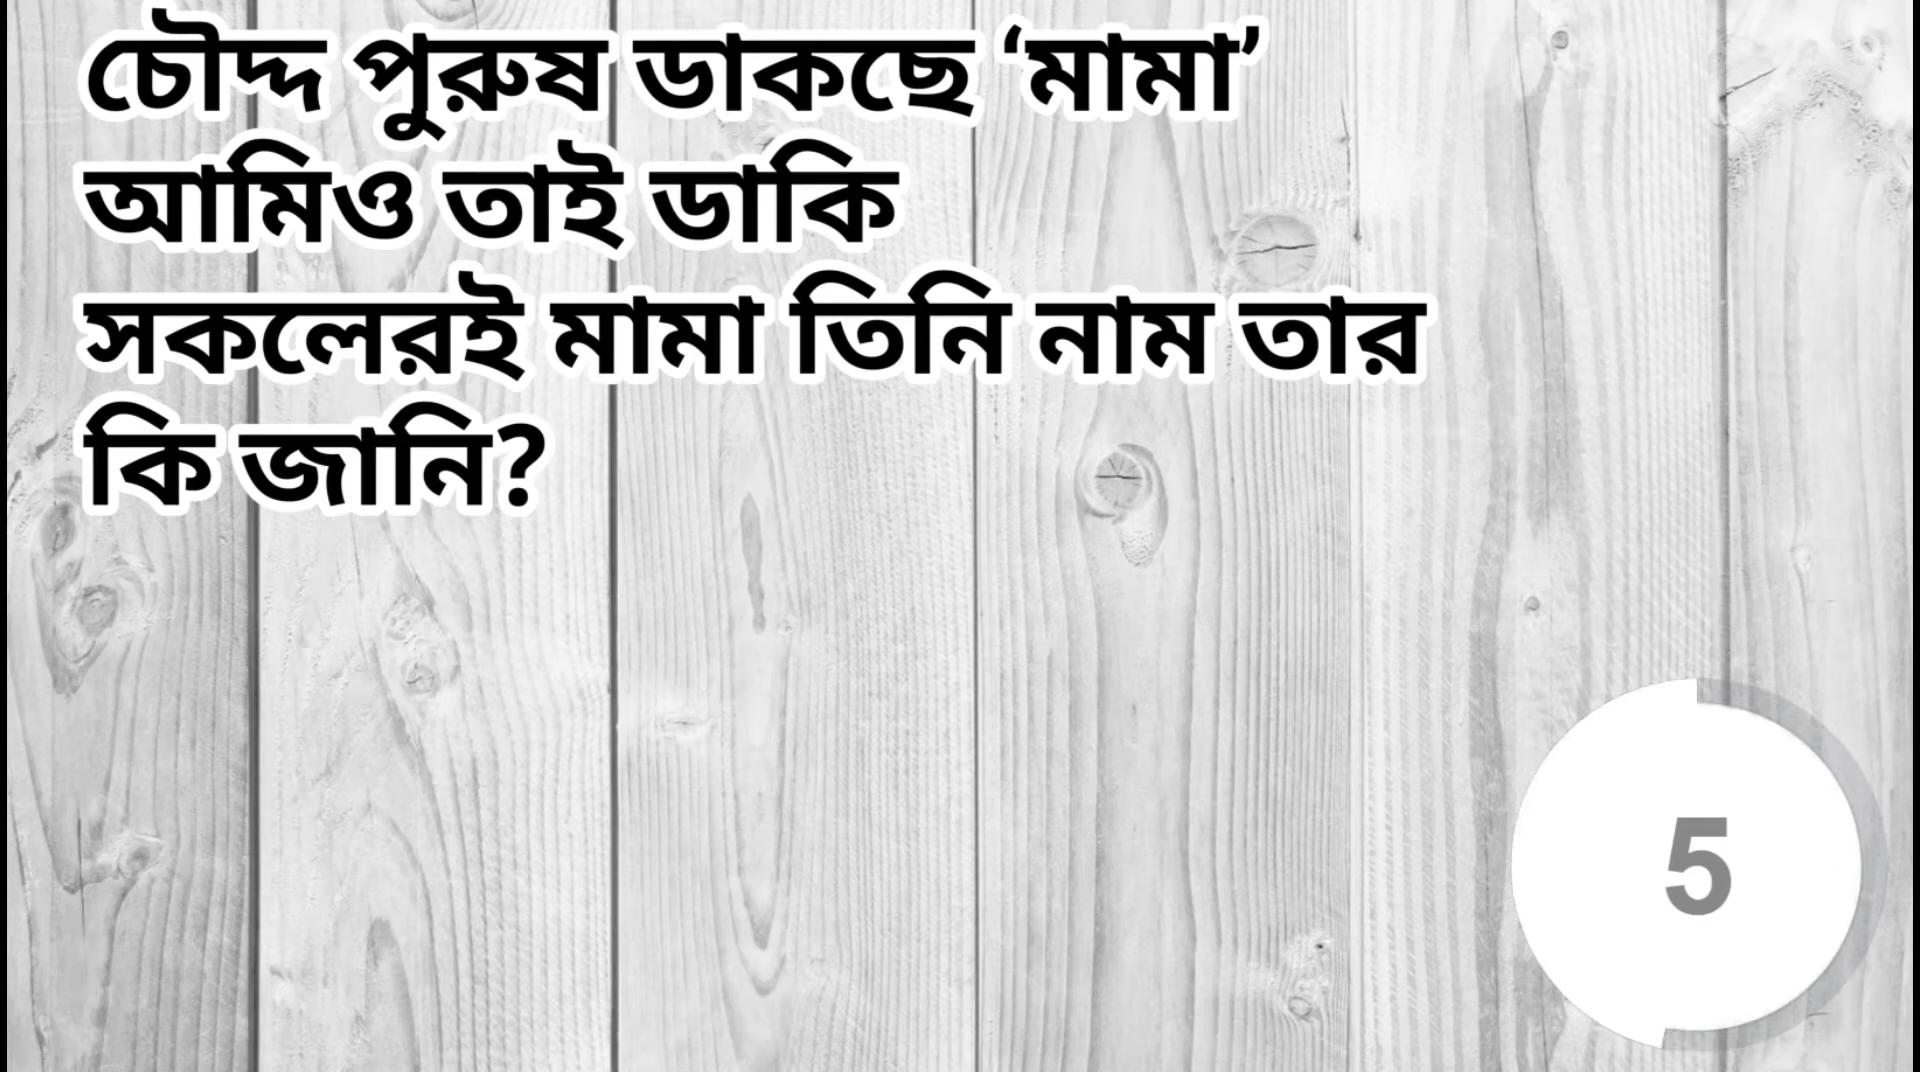 চৌদ্দ পুরুষ ডাকছে ‘মামা’
আমিও তাই ডাকি
সকলেরই মামা তিনি নাম তার
কি জানি?
5